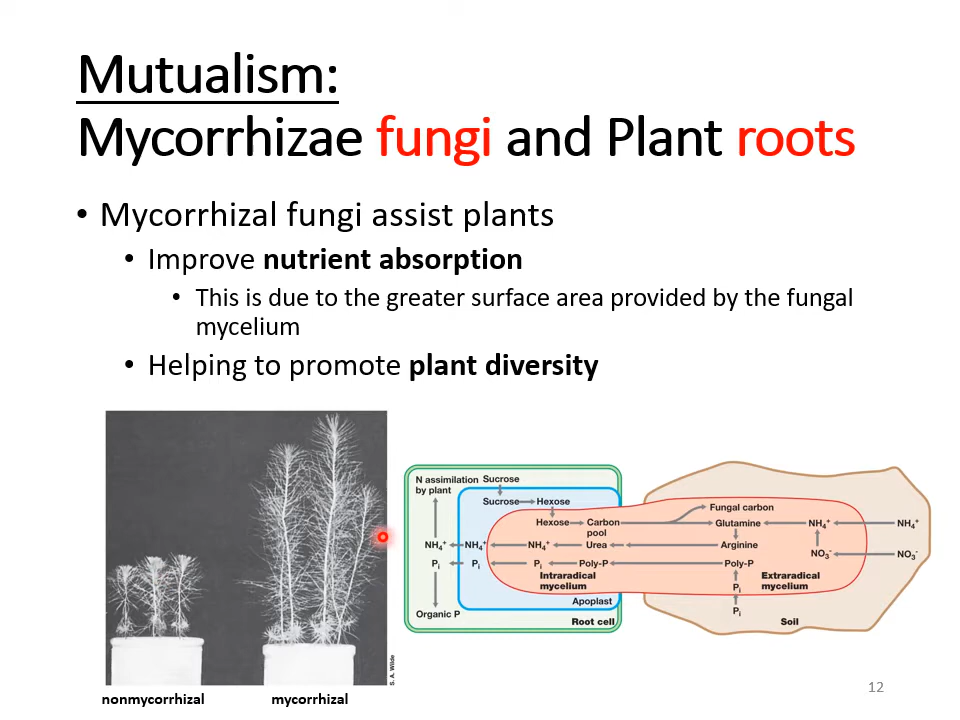 Mutualism:
Mycorrhizae fungi and Plant roots
• Mycorrhizal fungi assist plants
• Improve nutrient absorption
• This is due to the greater surface area provided by the fungal
mycelium
• Helping to promote plant diversity
S. A. Wilde
nonmycorrhizal
mycorrhizal
N assimilation
by plant
Sucrose
Sucrose
Hexose
Hexose
Carbon
pool
Fungal carbon
Glutamine
NH₄⁺
NH₄⁺
NH₄⁺
NH₄⁺
NH₄⁺
Urea
Arginine
NO₃⁻
NO₃⁻
Pᵢ
Pᵢ
Pᵢ
Poly-P
Poly-P
Intraradical
mycelium
Pᵢ
Extraradical
mycelium
Apoplast
Pᵢ
Organic P
Root cell
Soil
12